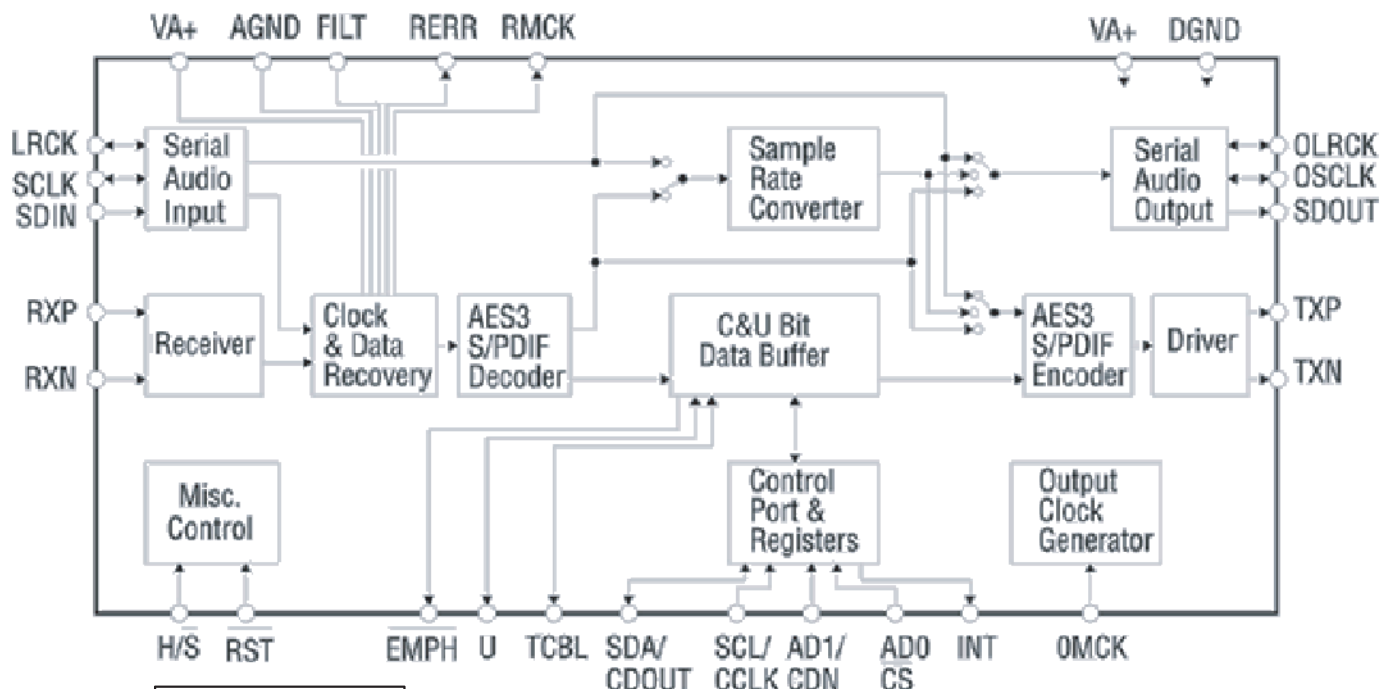 VA+ AGND FILT RERR RMCK VA+ DGND
LRCK
SCLK
SDIN
Serial
Audio
Input
Sample
Rate
Converter
Serial
Audio
Output
OLRCK
OSCLK
SDOUT
RXP
RXN
Receiver
Clock
& Data
Recovery
AES3
S/PDIF
Decoder
C&U Bit
Data Buffer
AES3
S/PDIF
Encoder
Driver
TXP
TXN
Misc.
Control
Control
Port &
Registers
Output
Clock
Generator
H/S̅
R̅S̅T̅
E̅M̅P̅H̅
U
TCBL
SDA/
CDOUT
SCL/
CCLK
AD1/
CDN
AD0
C̅S̅
INT
OMCK